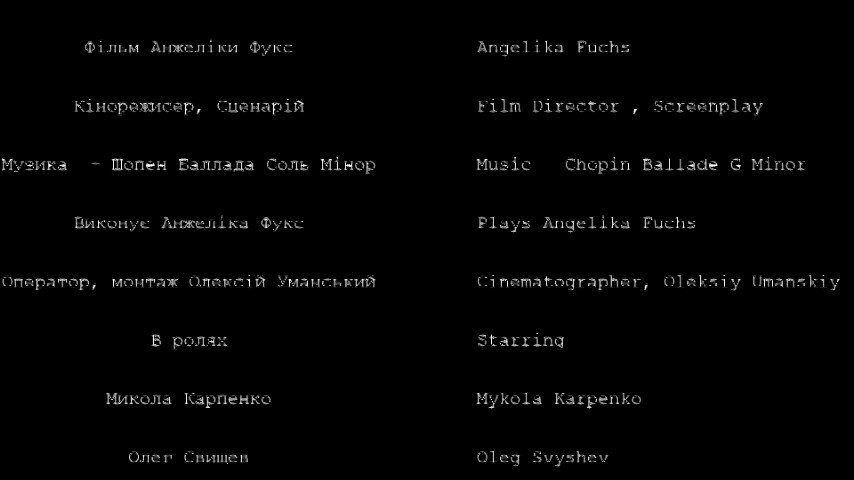 Фільм Анжеліки Фукс
Angelika Fuchs
Кінорежисер, Сценарій
Film Director , Screenplay
Музика - Шопен Баллада Соль Мінор
Music Chopin Ballade G Minor
Виконує Анжеліка Фукс
Plays Angelika Fuchs
Оператор, монтаж Олексій Уманський
Cinematographer, Oleksiy Umanskiy
В ролях
Starring
Микола Карпенко
Mykola Karpenko
Олег Свищев
Oleg Svyshev